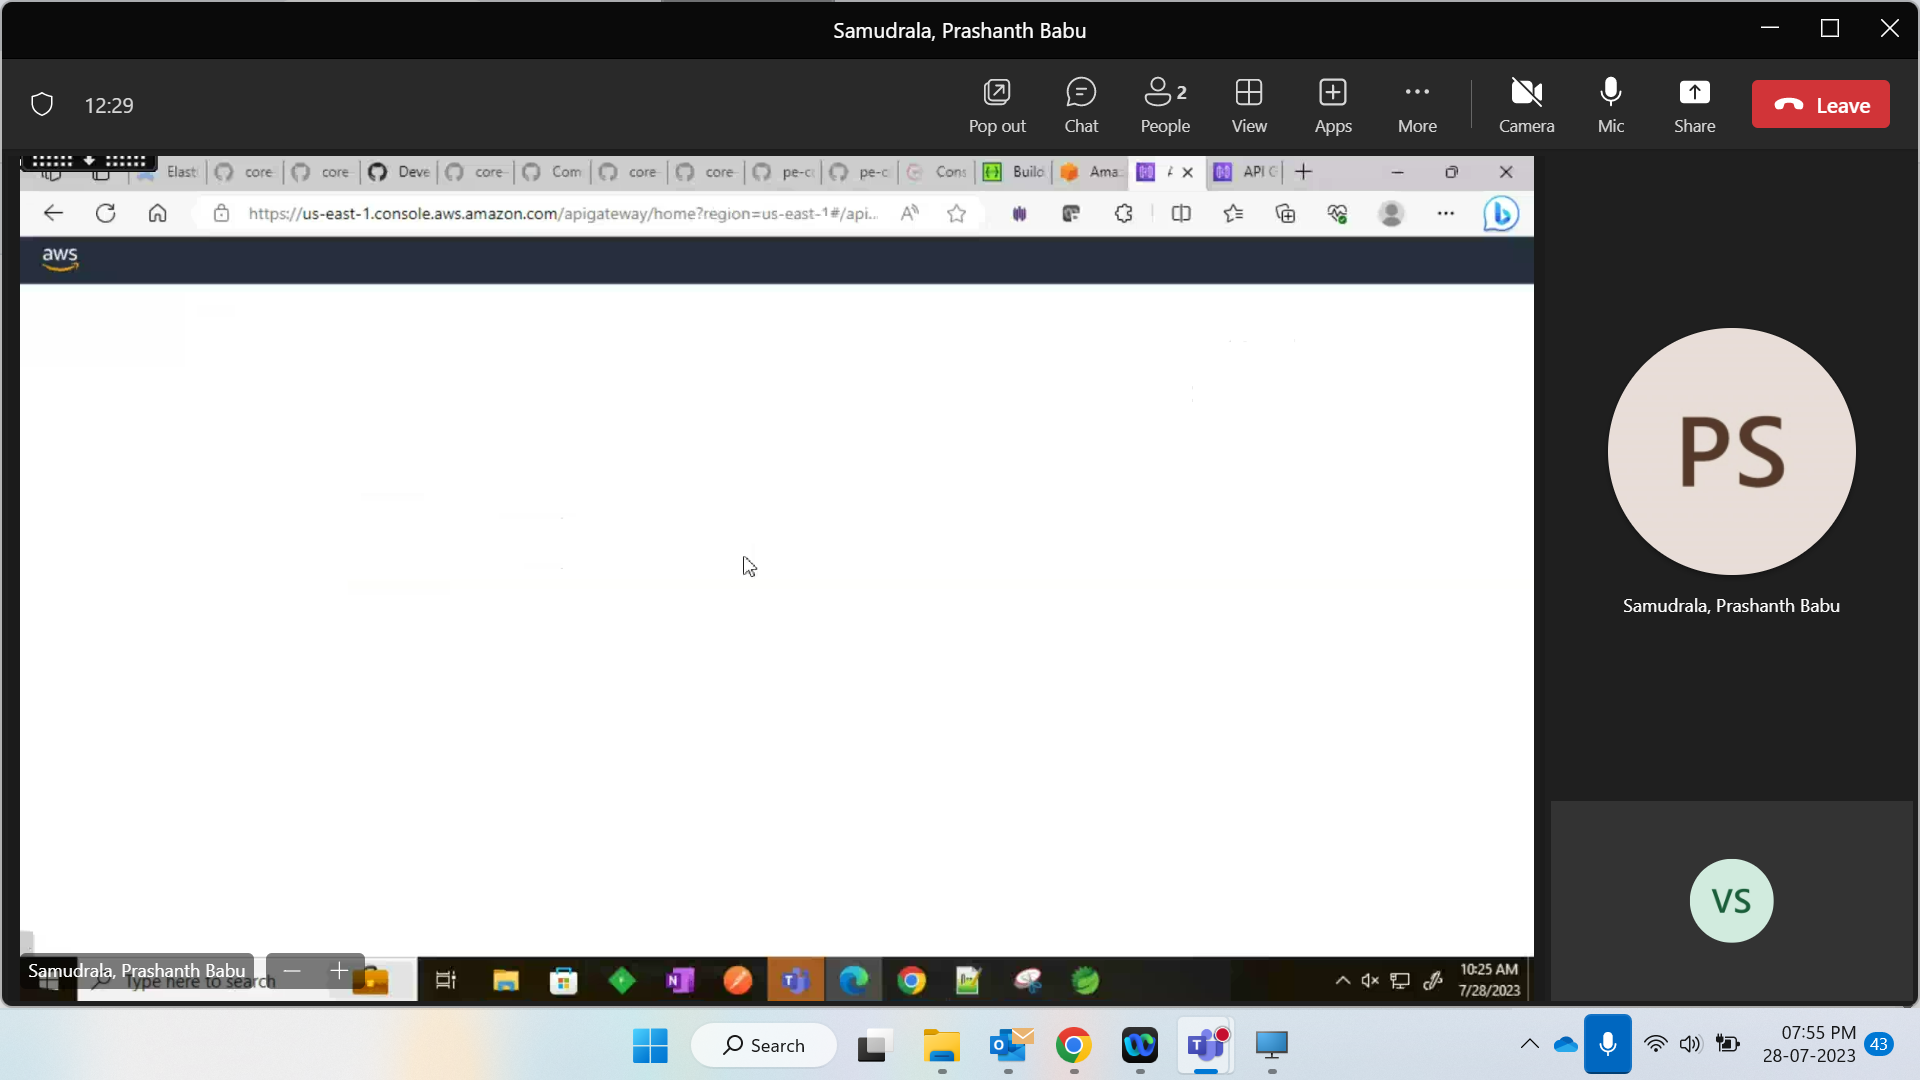 Samudrala, Prashanth Babu
12:29
Pop out
Chat
2
People
View
Apps
More
Camera
Mic
Share
Leave
Elast
core
core
Deve
core-
Com
core
core
pe-c
pe-c
Cons
Build
Ama
API G
https://us-east-1.console.aws.amazon.com/apigateway/home?region=us-east-1#/api...
aws
PS
Samudrala, Prashanth Babu
VS
Samudrala, Prashanth Babu
Type here to search
10:25 AM
7/28/2023
Search
07:55 PM
28-07-2023
43